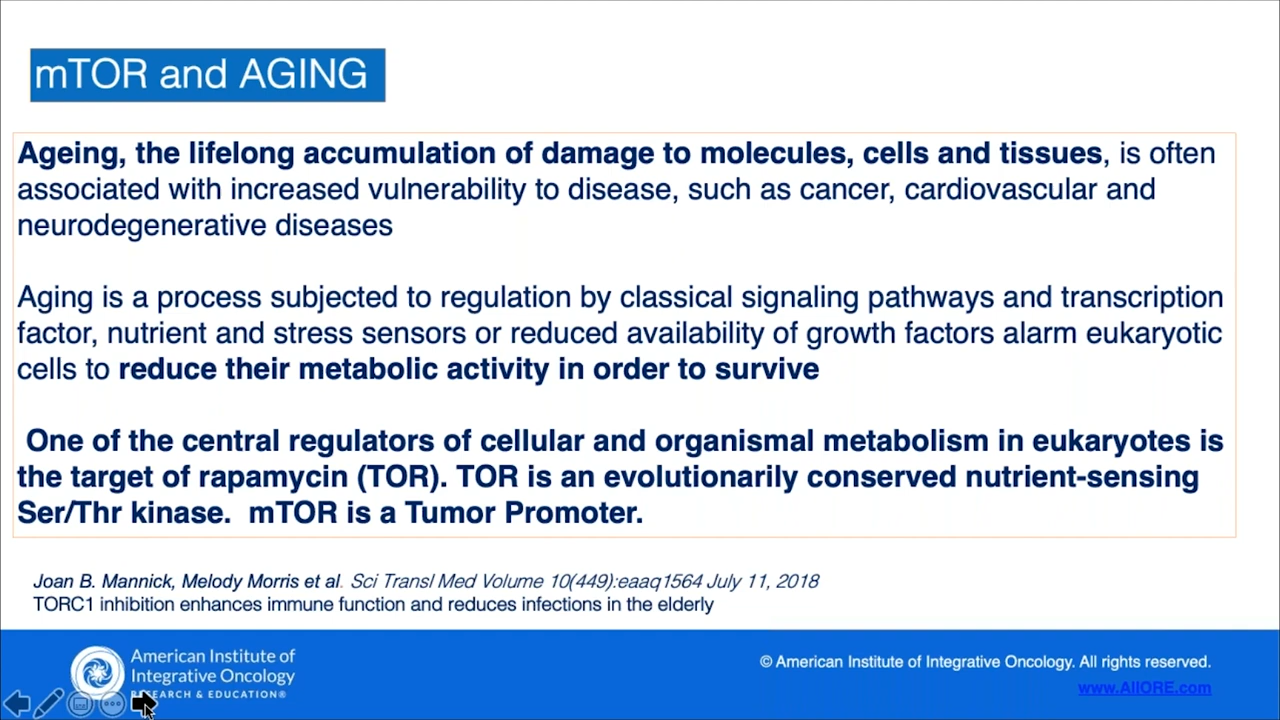 mTOR and AGING
Ageing, the lifelong accumulation of damage to molecules, cells and tissues, is often
associated with increased vulnerability to disease, such as cancer, cardiovascular and
neurodegenerative diseases
Aging is a process subjected to regulation by classical signaling pathways and transcription
factor, nutrient and stress sensors or reduced availability of growth factors alarm eukaryotic
cells to reduce their metabolic activity in order to survive
One of the central regulators of cellular and organismal metabolism in eukaryotes is
the target of rapamycin (TOR). TOR is an evolutionarily conserved nutrient-sensing
Ser/Thr kinase. mTOR is a Tumor Promoter.
Joan B. Mannick, Melody Morris et al. Sci Transl Med Volume 10(449):eaaq1564 July 11, 2018
TORC1 inhibition enhances immune function and reduces infections in the elderly
American Institute of
Integrative Oncology
RESEARCH & EDUCATION®
© American Institute of Integrative Oncology. All rights reserved.
www.AIIORE.com